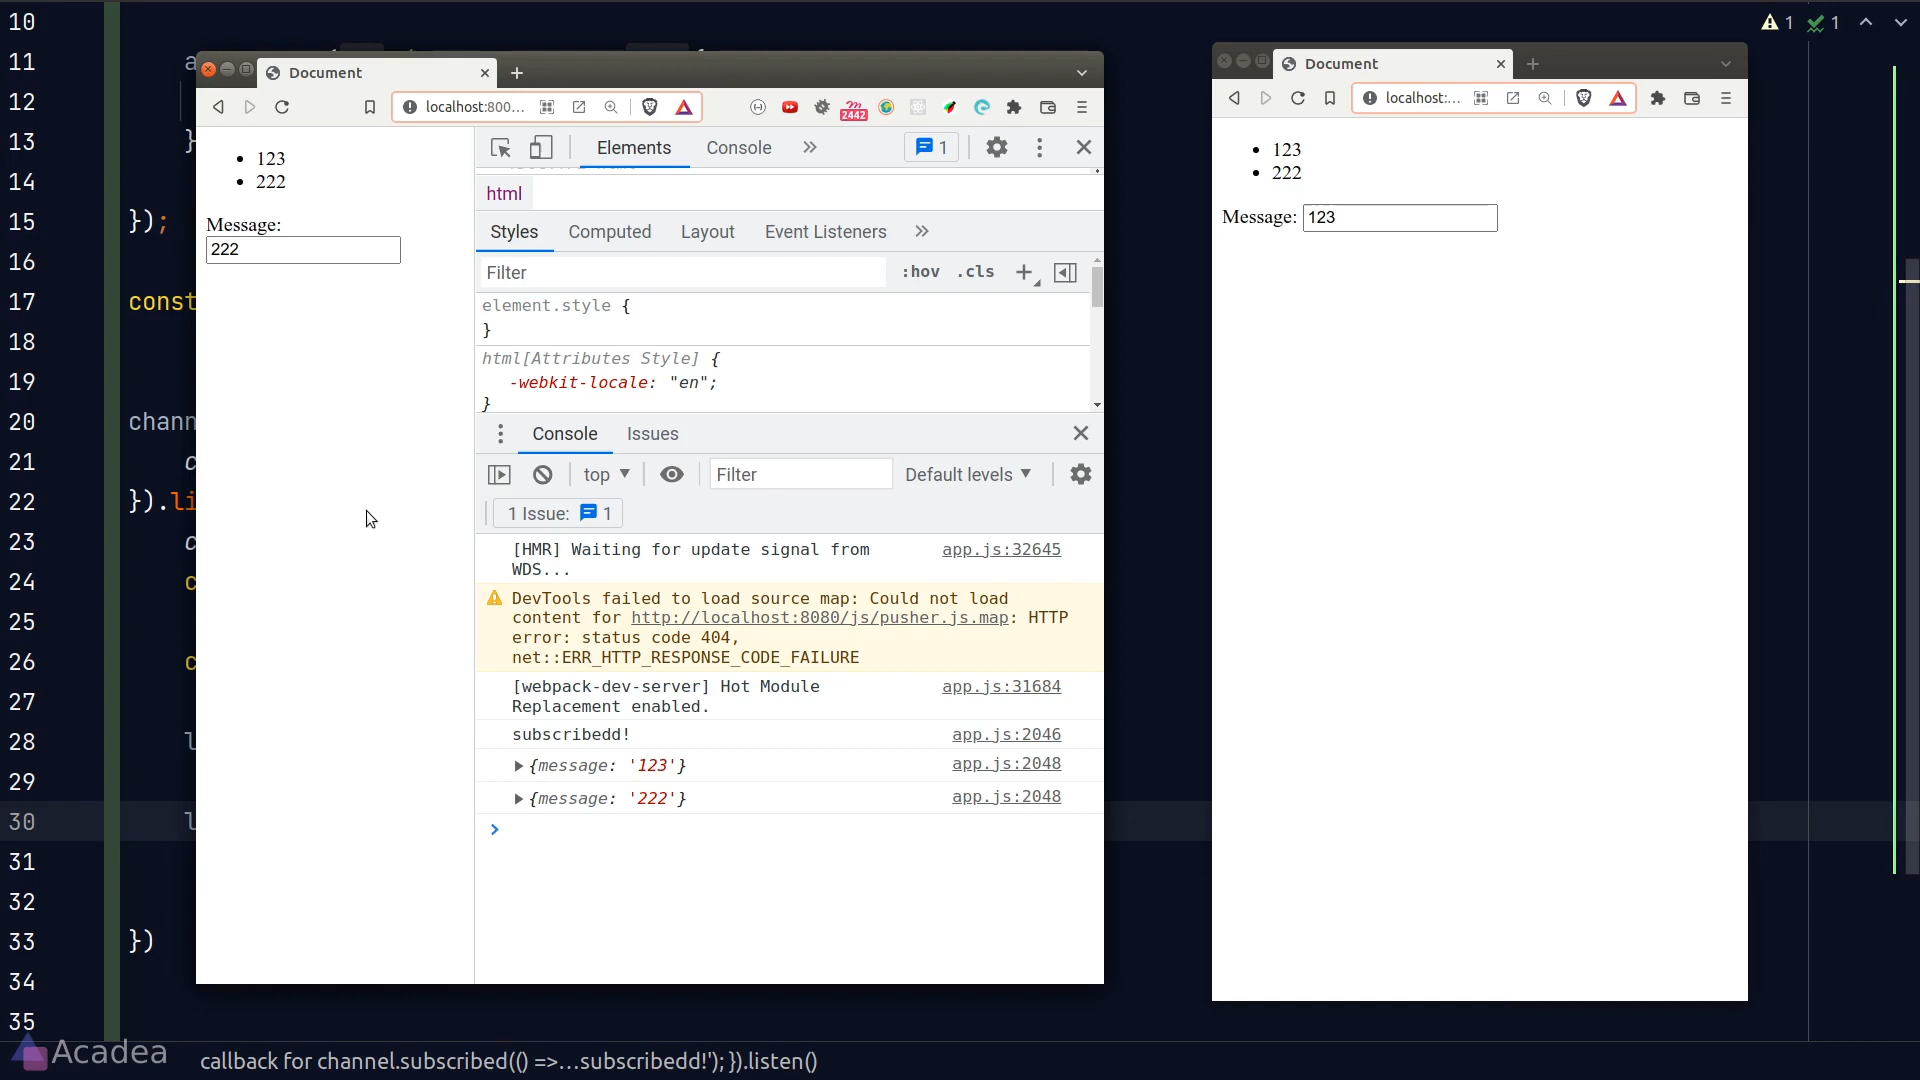 10
11
12
13 }
14
15 });
16
17 const
18
19
20 chann
21 c
22 }).li
23 c
24 c
25
26 c
27
28 l
29
30 l
31
32
33 })
34
35
1 1
Document
localhost:800...
2442
123
222
Message:
222
Elements Console 1
html
Styles Computed Layout Event Listeners
Filter :hov .cls
element.style {
}
html[Attributes Style] {
-webkit-locale: "en";
}
Console Issues
top Filter Default levels
1 Issue: 1
[HMR] Waiting for update signal from app.js:32645
WDS...
DevTools failed to load source map: Could not load
content for http://localhost:8080/js/pusher.js.map: HTTP
error: status code 404,
net::ERR_HTTP_RESPONSE_CODE_FAILURE
[webpack-dev-server] Hot Module app.js:31684
Replacement enabled.
subscribedd! app.js:2046
{message: '123'} app.js:2048
{message: '222'} app.js:2048
Document
localhost:...
123
222
Message: 123
Acadea
callback for channel.subscribed(() =>...subscribedd!'); }).listen()